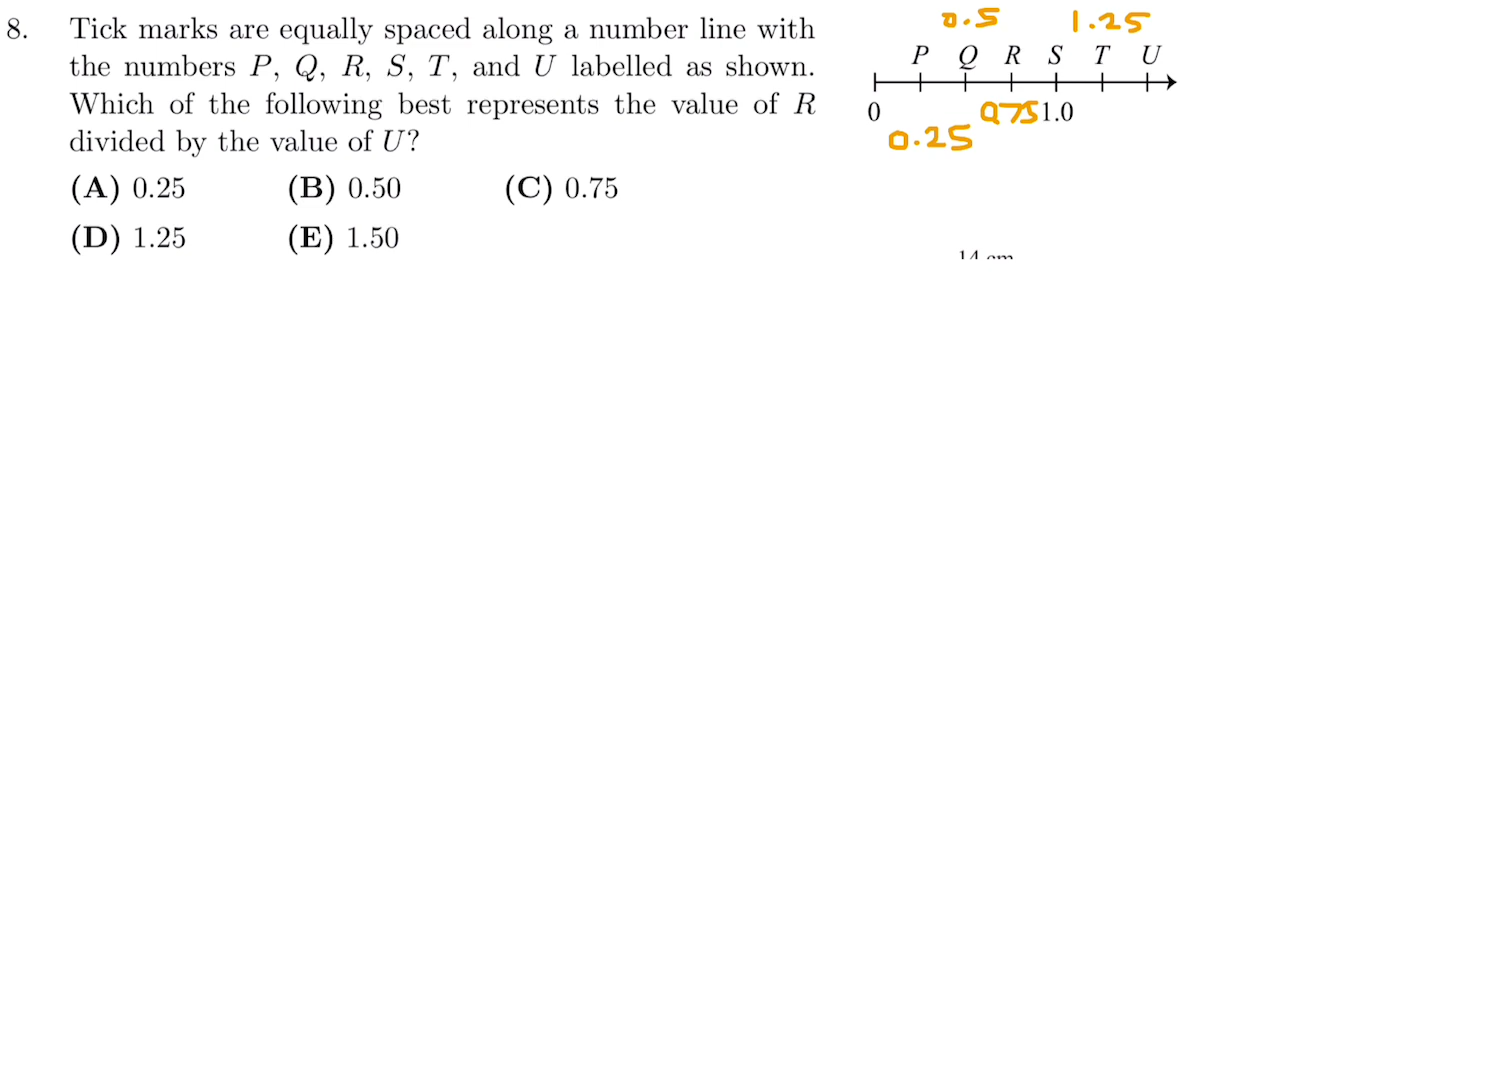 8. Tick marks are equally spaced along a number line with
the numbers P, Q, R, S, T, and U labelled as shown.
Which of the following best represents the value of R
divided by the value of U?
(A) 0.25 (B) 0.50 (C) 0.75
(D) 1.25 (E) 1.50
0.5 1.25
P Q R S T U
0 0.75 1.0
0.25
14 cm